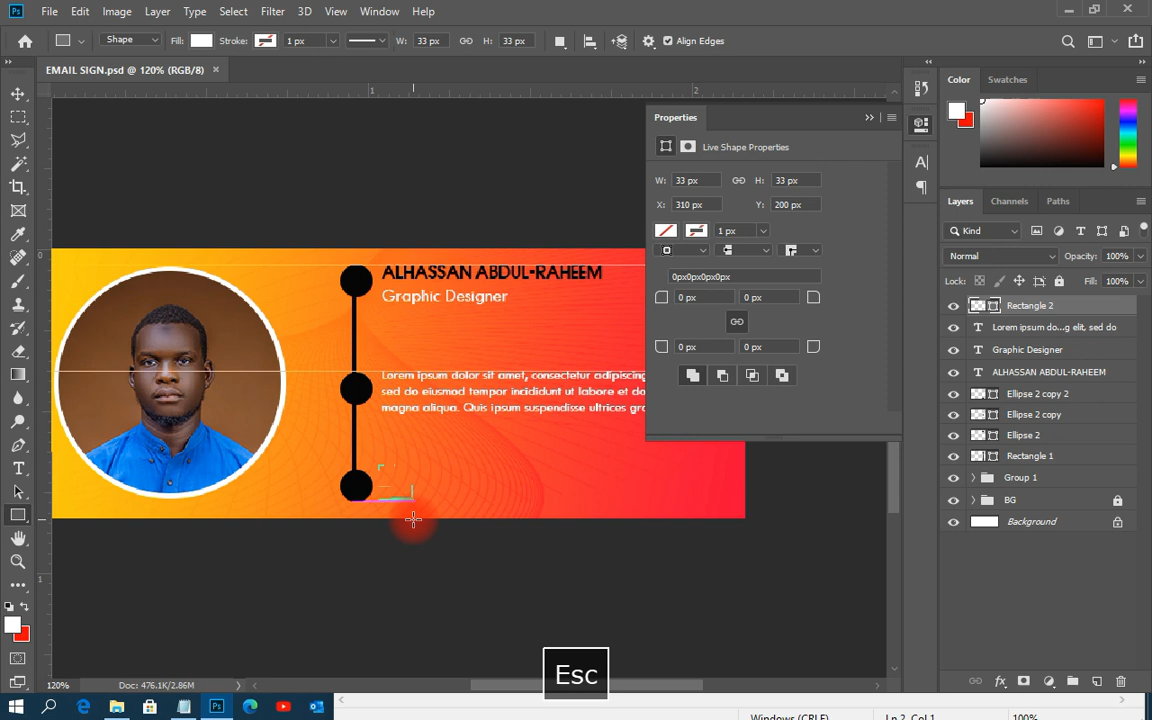 Ps File Edit Image Layer Type Select Filter 3D View Window Help
Shape Fill: Stroke: 1 px W: 33 px H: 33 px Align Edges
EMAIL SIGN.psd @ 120% (RGB/8) ×
1 2
0
1
ALHASSAN ABDUL-RAHEEM
Graphic Designer
Lorem ipsum dolor sit amet, consectetur adipiscing
sed do eiusmod tempor incididunt ut labore et do
magna aliqua. Quis ipsum suspendisse ultrices gra
Properties
Live Shape Properties
W: 33 px H: 33 px
X: 310 px Y: 200 px
1 px
0px0px0px0px
0 px 0 px
0 px 0 px
Color Swatches
Layers Channels Paths
Kind
Normal Opacity: 100%
Lock: Fill: 100%
Rectangle 2
Lorem ipsum do...g elit, sed do
Graphic Designer
ALHASSAN ABDUL-RAHEEM
Ellipse 2 copy 2
Ellipse 2 copy
Ellipse 2
Rectangle 1
Group 1
BG
Background
Esc
120% Doc: 476.1K/2.86M
Windows (CRLF) Ln 2, Col 1 100%